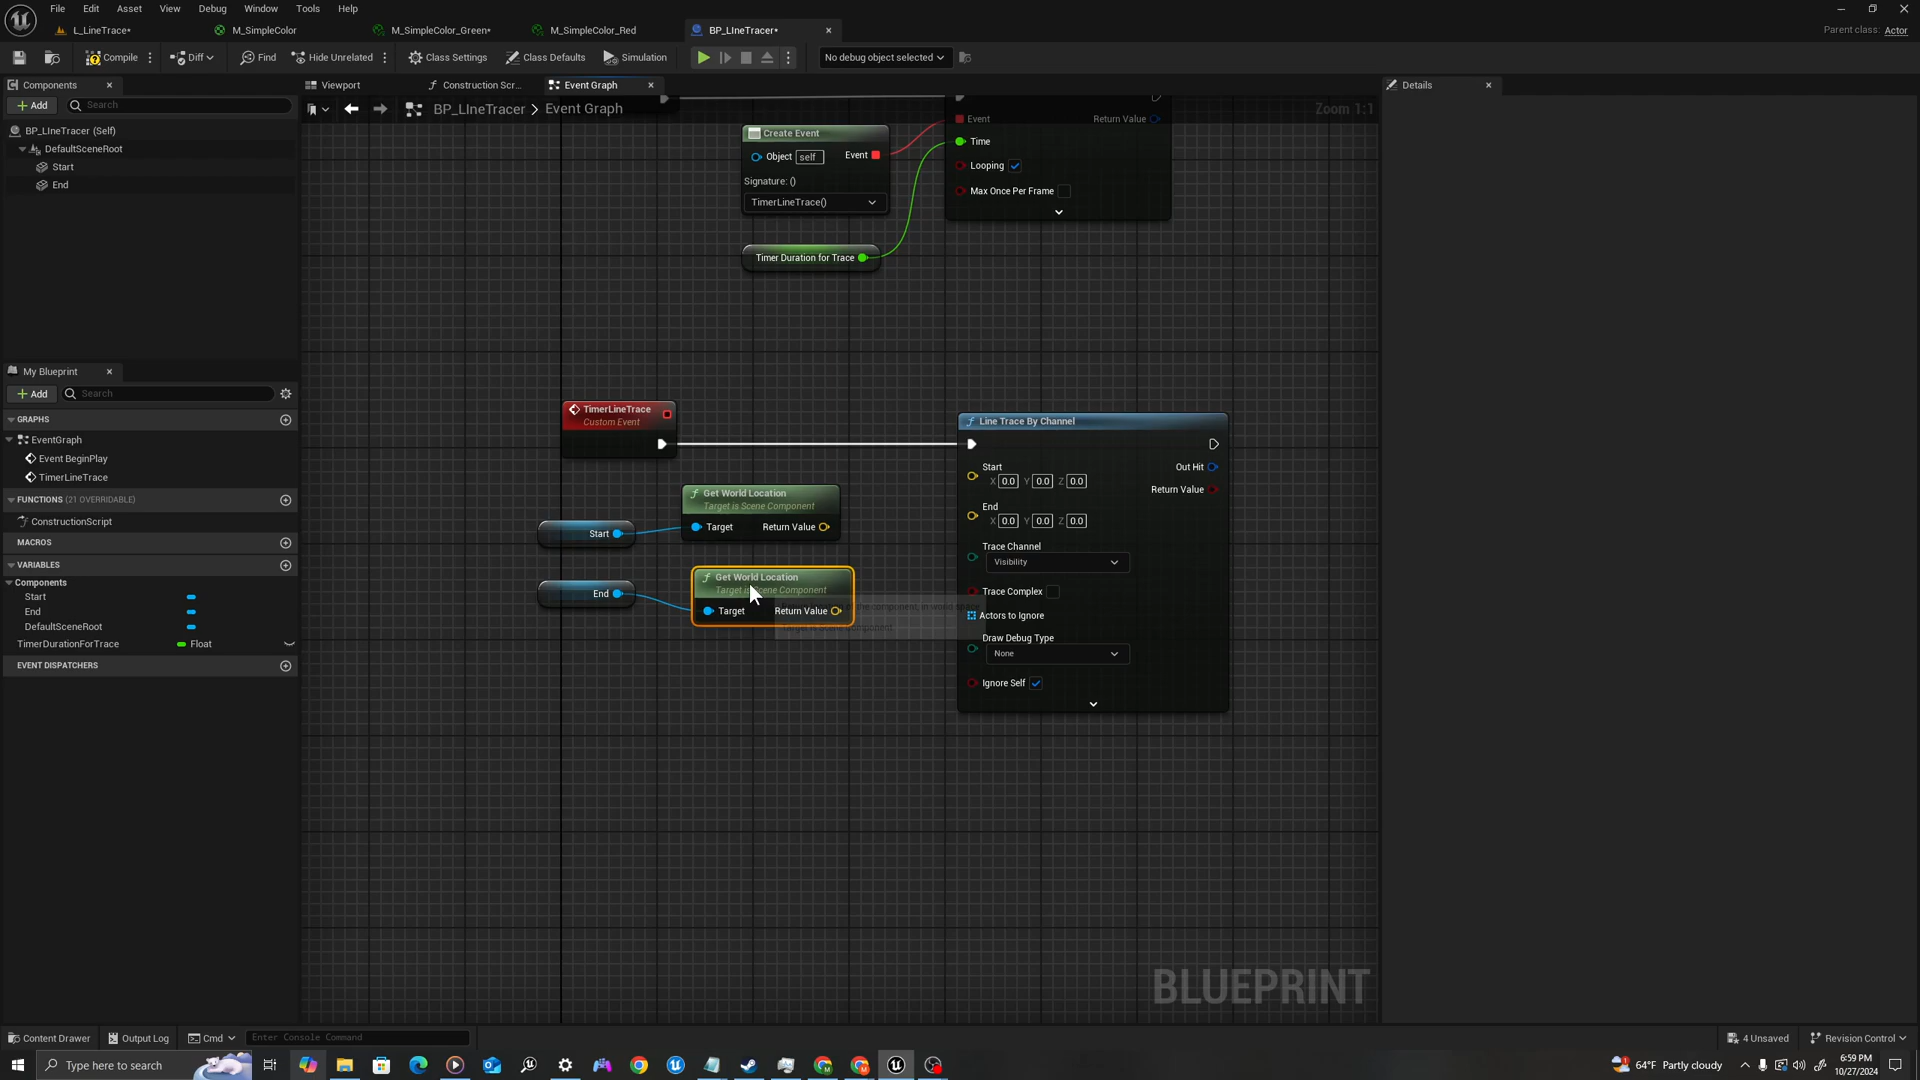 File Edit View Asset Debug Window Tools Help
L_LineTrace*
M_SimpleColor
M_SimpleColor_Green*
M_SimpleColor_Red
BP_LIneTracer*
Parent class: Actor
Compile
Diff
Find
Hide Unrelated
Class Settings
Class Defaults
Simulation
No debug object selected
Components
Add
Search
BP_LIneTracer (Self)
DefaultSceneRoot
Start
End
My Blueprint
Add
Search
GRAPHS
EventGraph
Event BeginPlay
TimerLineTrace
FUNCTIONS (21 OVERRIDABLE)
ConstructionScript
MACROS
VARIABLES
Components
Start
End
DefaultSceneRoot
TimerDurationForTrace Float
EVENT DISPATCHERS
Viewport
Construction Scr...
Event Graph
BP_LIneTracer > Event Graph
Zoom 1:1
Create Event
Object self Event
Signature: ()
TimerLineTrace()
Event Return Value
Time
Looping
Max Once Per Frame
Timer Duration for Trace
TimerLineTrace
Custom Event
Get World Location
Target is Scene Component
Target Return Value
Start
End
Get World Location
Target is Scene Component
Target Return Value
Line Trace By Channel
Start Out Hit
X 0.0 Y 0.0 Z 0.0
Return Value
End
X 0.0 Y 0.0 Z 0.0
Trace Channel
Visibility
Trace Complex
Actors to Ignore
Draw Debug Type
None
Ignore Self
BLUEPRINT
Details
Content Drawer
Output Log
Cmd
Enter Console Command
4 Unsaved
Revision Control
Type here to search
64°F Partly cloudy
6:59 PM
10/27/2024